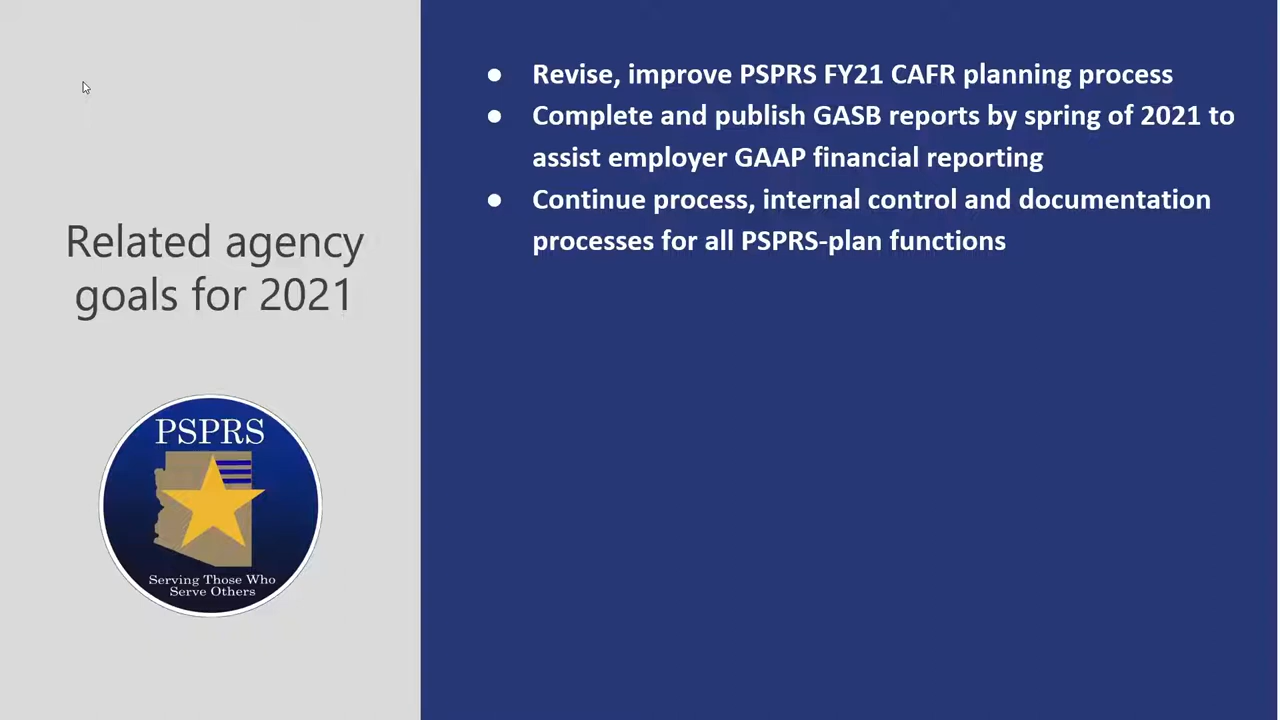 Related agency
goals for 2021
PSPRS
Serving Those Who
Serve Others
● Revise, improve PSPRS FY21 CAFR planning process
● Complete and publish GASB reports by spring of 2021 to
assist employer GAAP financial reporting
● Continue process, internal control and documentation
processes for all PSPRS-plan functions